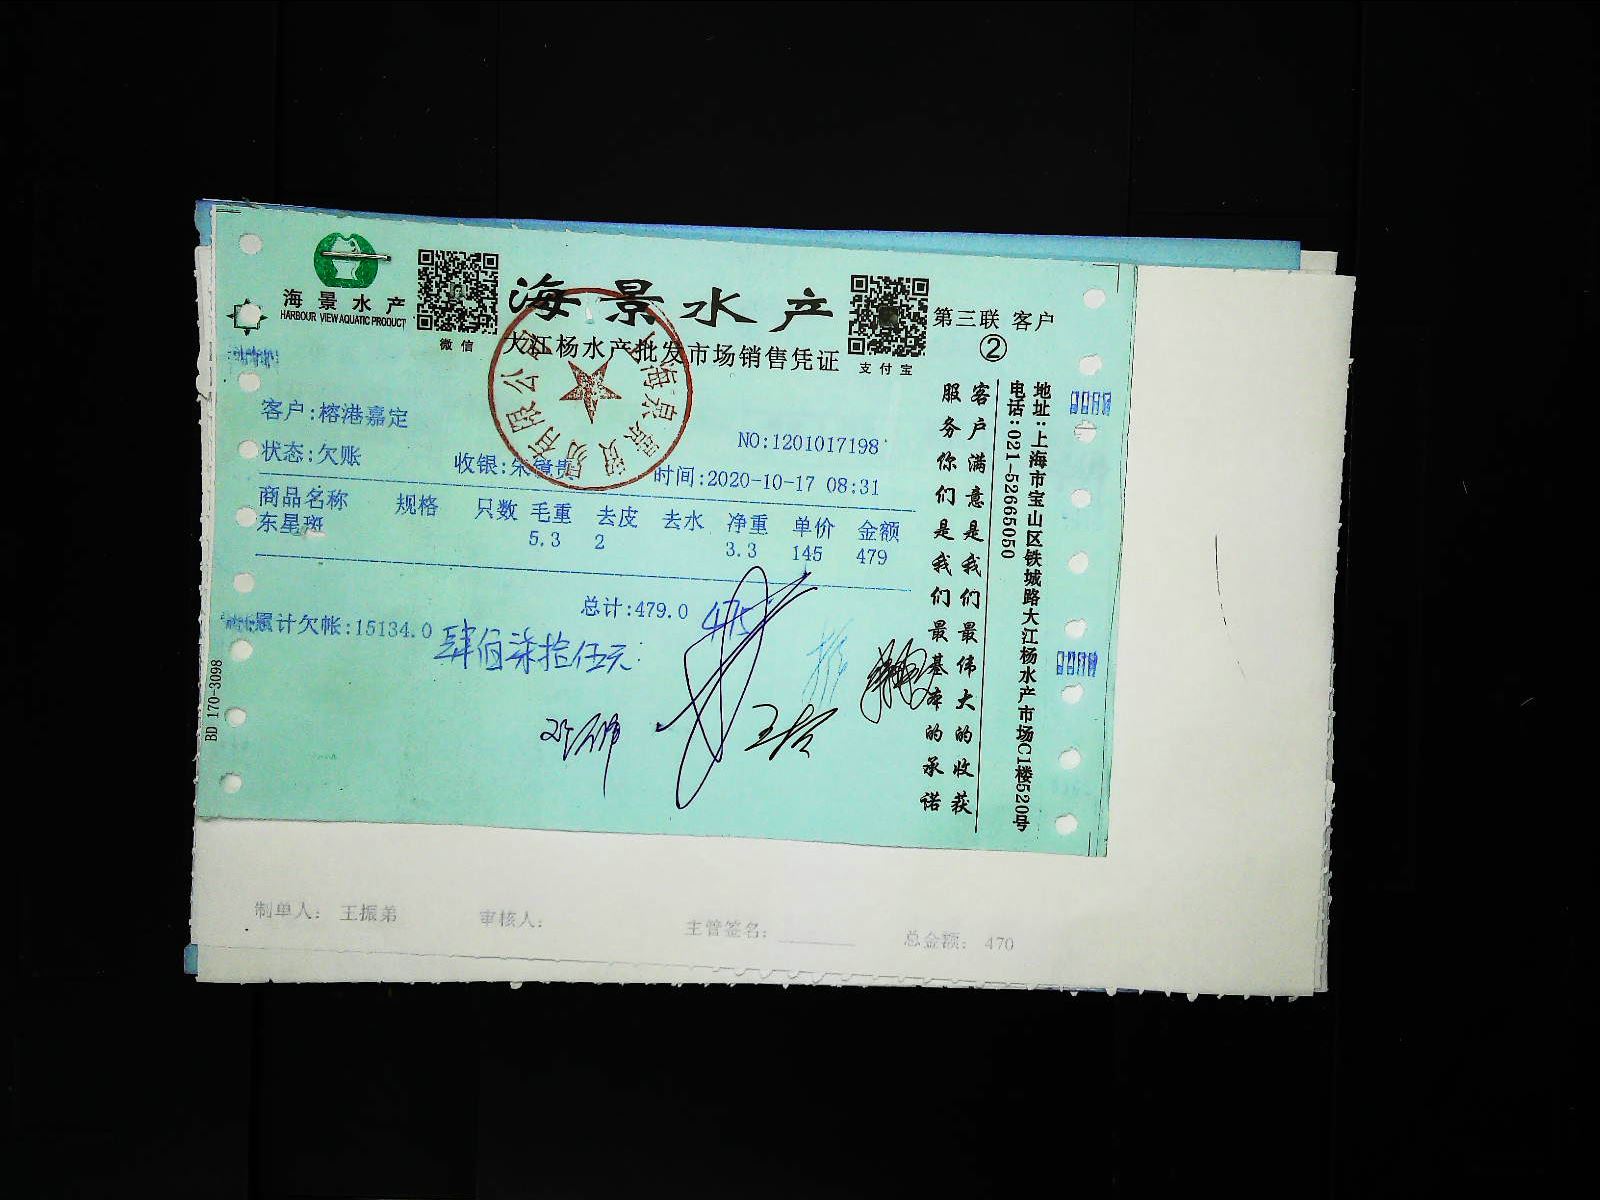 海景水产
HARBOUR VIEW AQUATIC PRODUCT
微信
海景水产
大江杨水产批发市场销售凭证
支付宝
第三联 客户
②
客户:榕港嘉定
NO:1201017198
状态:欠账
收银:朱
时间:2020-10-17 08:31
商品名称 规格 只数 毛重 去皮 去水 净重 单价 金额
东星斑 5.3 2 3.3 145 479
总计:479.0 475
累计欠帐:15134.0
肆佰柒拾伍元
BD 170-3098
客户满意是我们最伟大的收获
服务你们是我们最基本的承诺
地址:上海市宝山区铁城路大江杨水产市场C1楼520号
电话:021-52665050
制单人: 王振弟 审核人: 主管签名: 总金额: 470